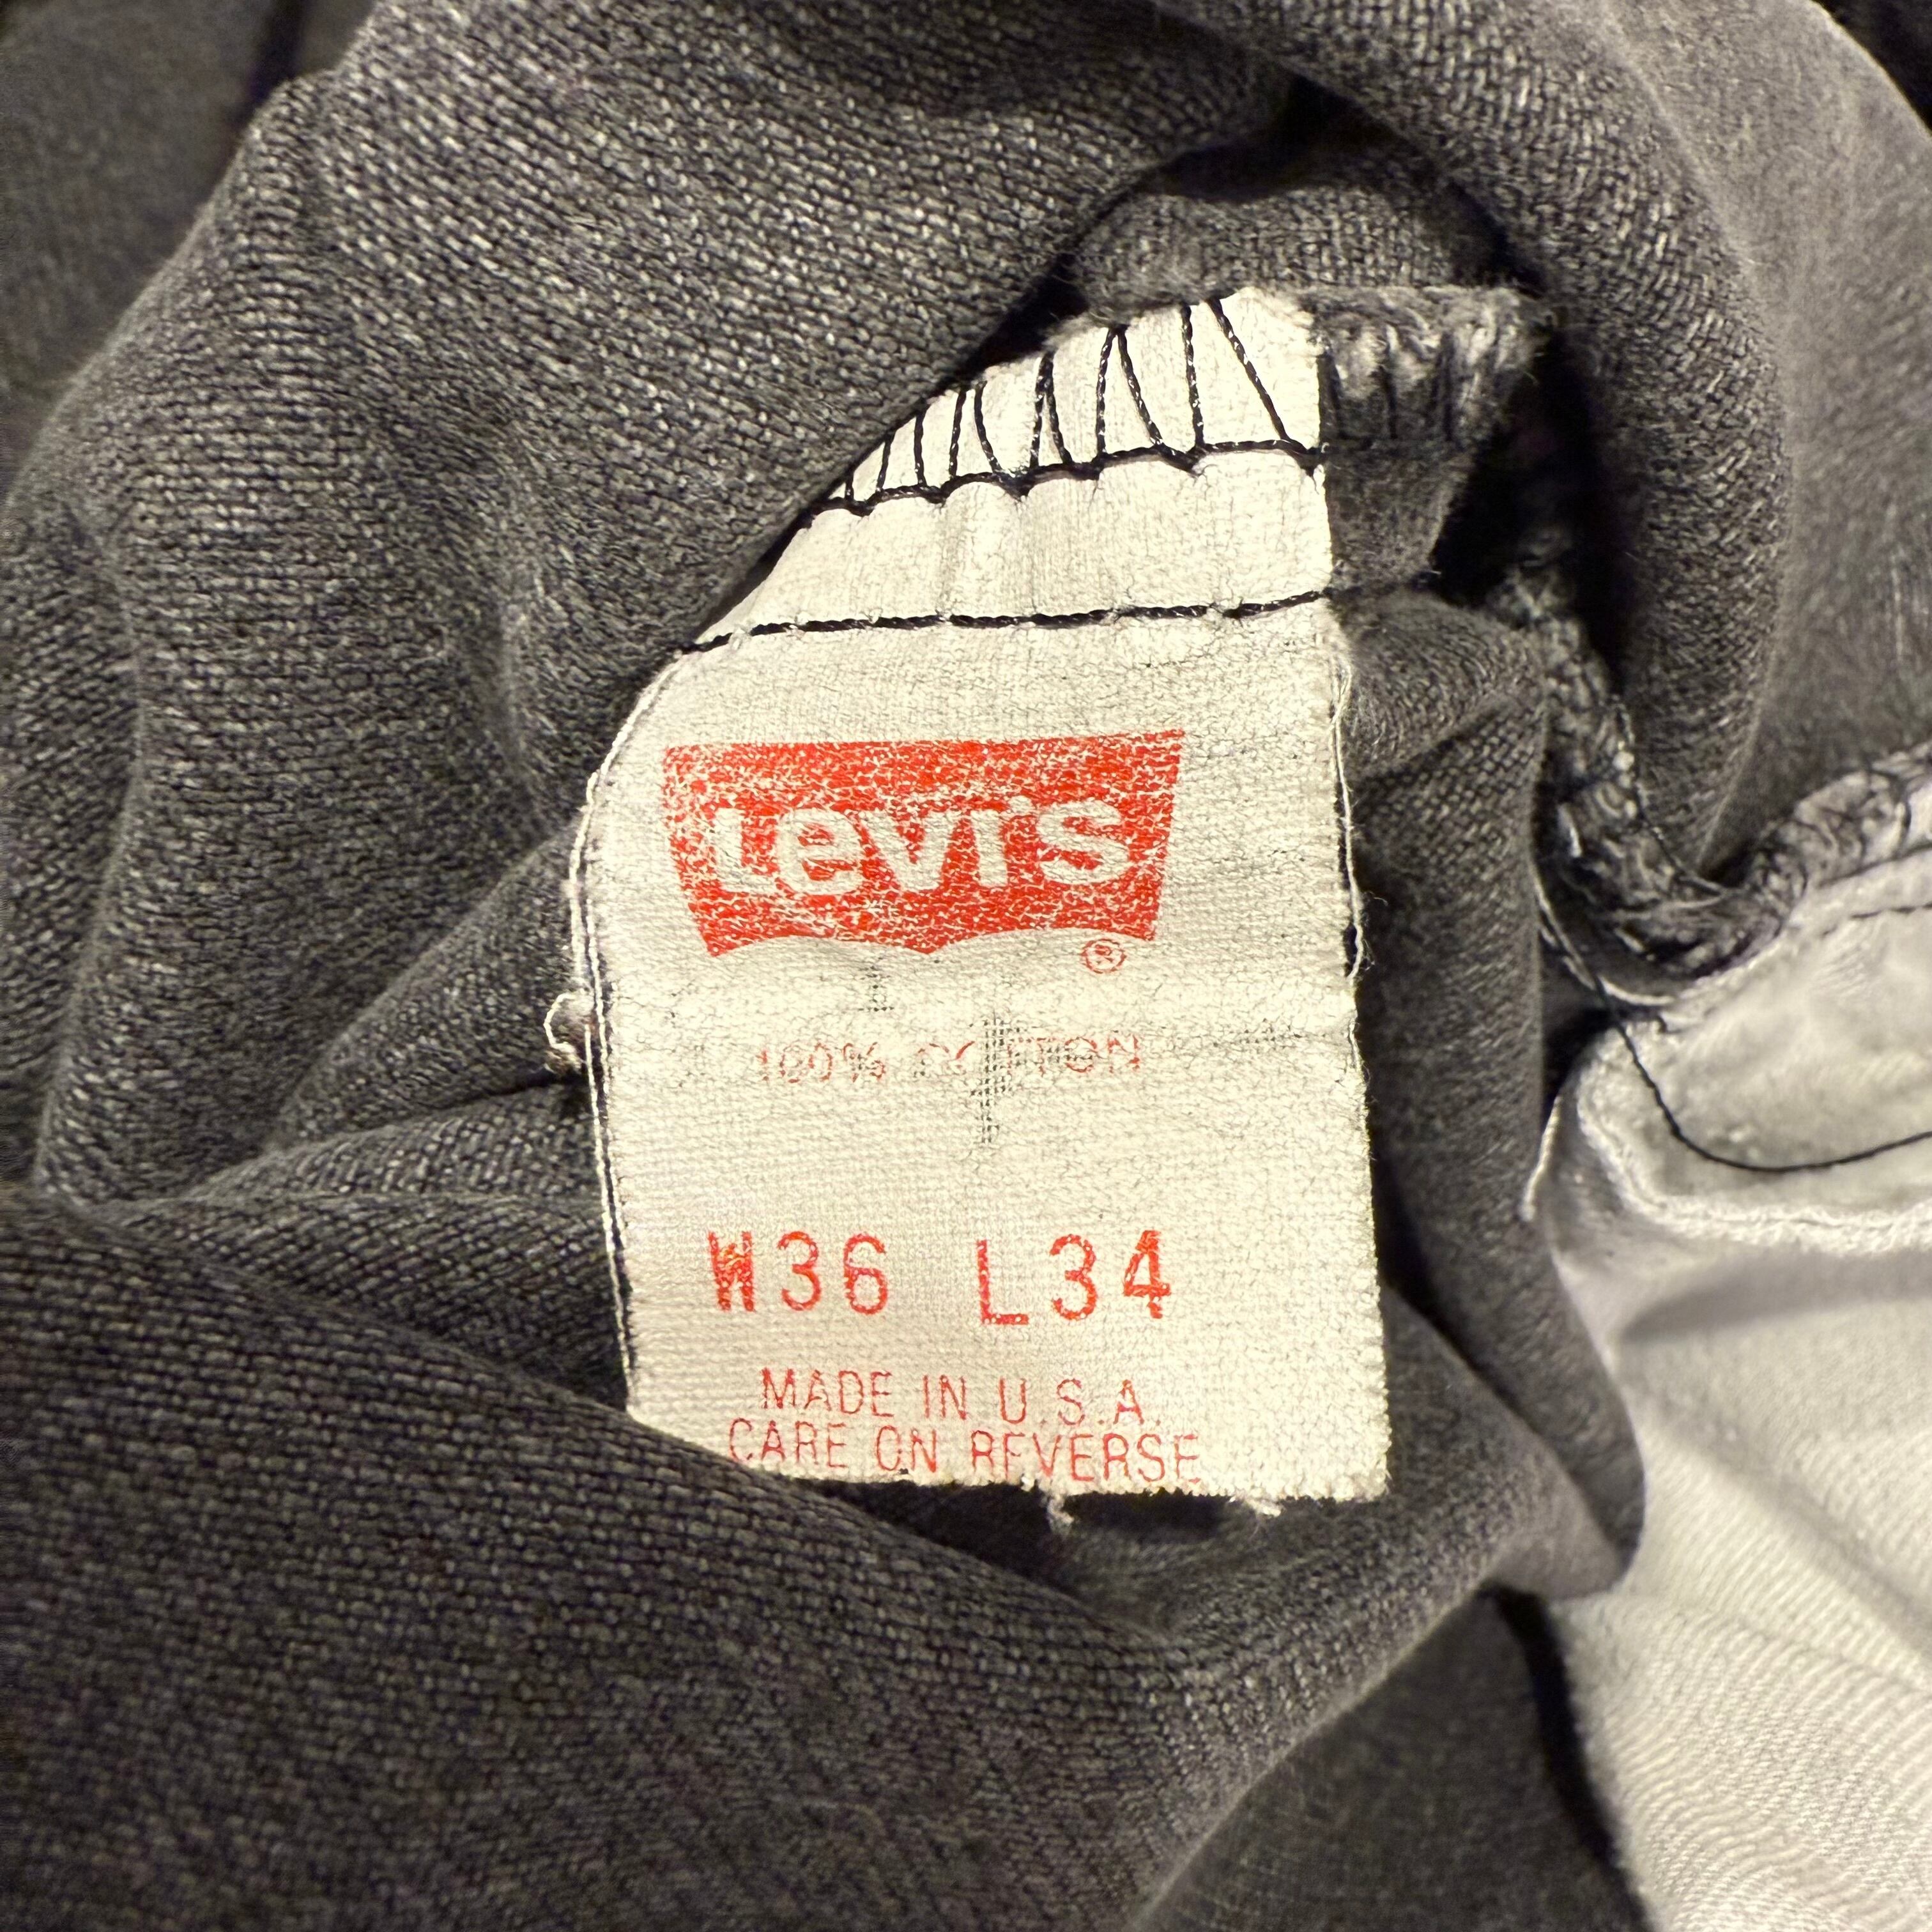 Levi's
®
100% COTTON
W36 L34
MADE IN U.S.A.
CARE ON REVERSE